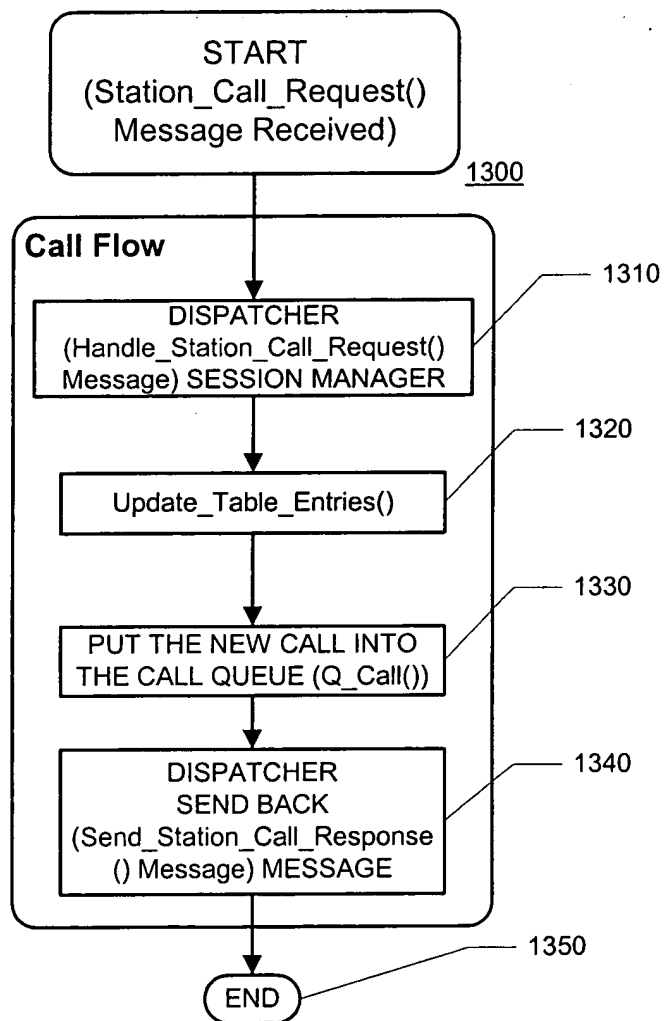 START
(Station_Call_Request()
Message Received)
1300
Call Flow
1310
DISPATCHER
(Handle_Station_Call_Request()
Message) SESSION MANAGER
1320
Update_Table_Entries()
1330
PUT THE NEW CALL INTO
THE CALL QUEUE (Q_Call())
1340
DISPATCHER
SEND BACK
(Send_Station_Call_Response
() Message) MESSAGE
1350
END